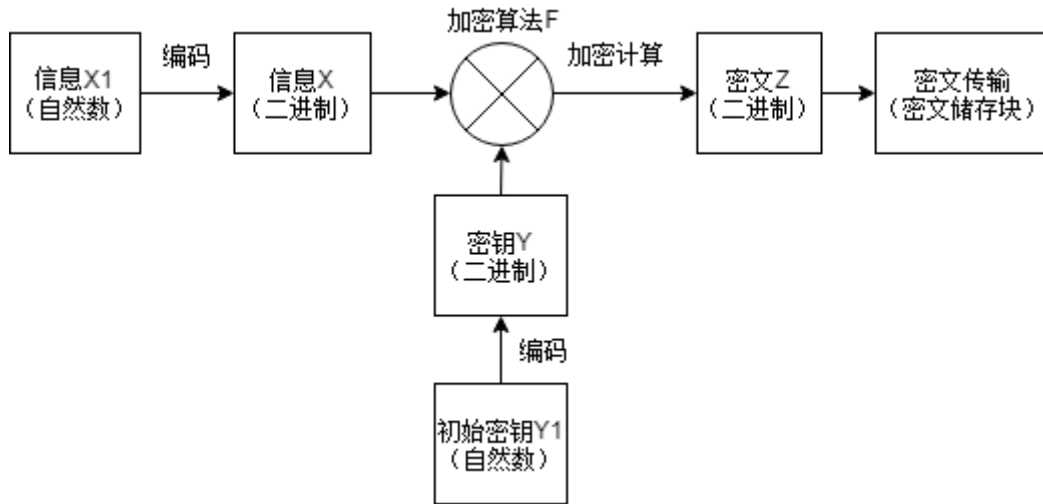 加密算法F
信息X1
（自然数）
编码
信息X
（二进制）
加密计算
密文Z
（二进制）
密文传输
（密文储存块）
密钥Y
（二进制）
编码
初始密钥Y1
（自然数）